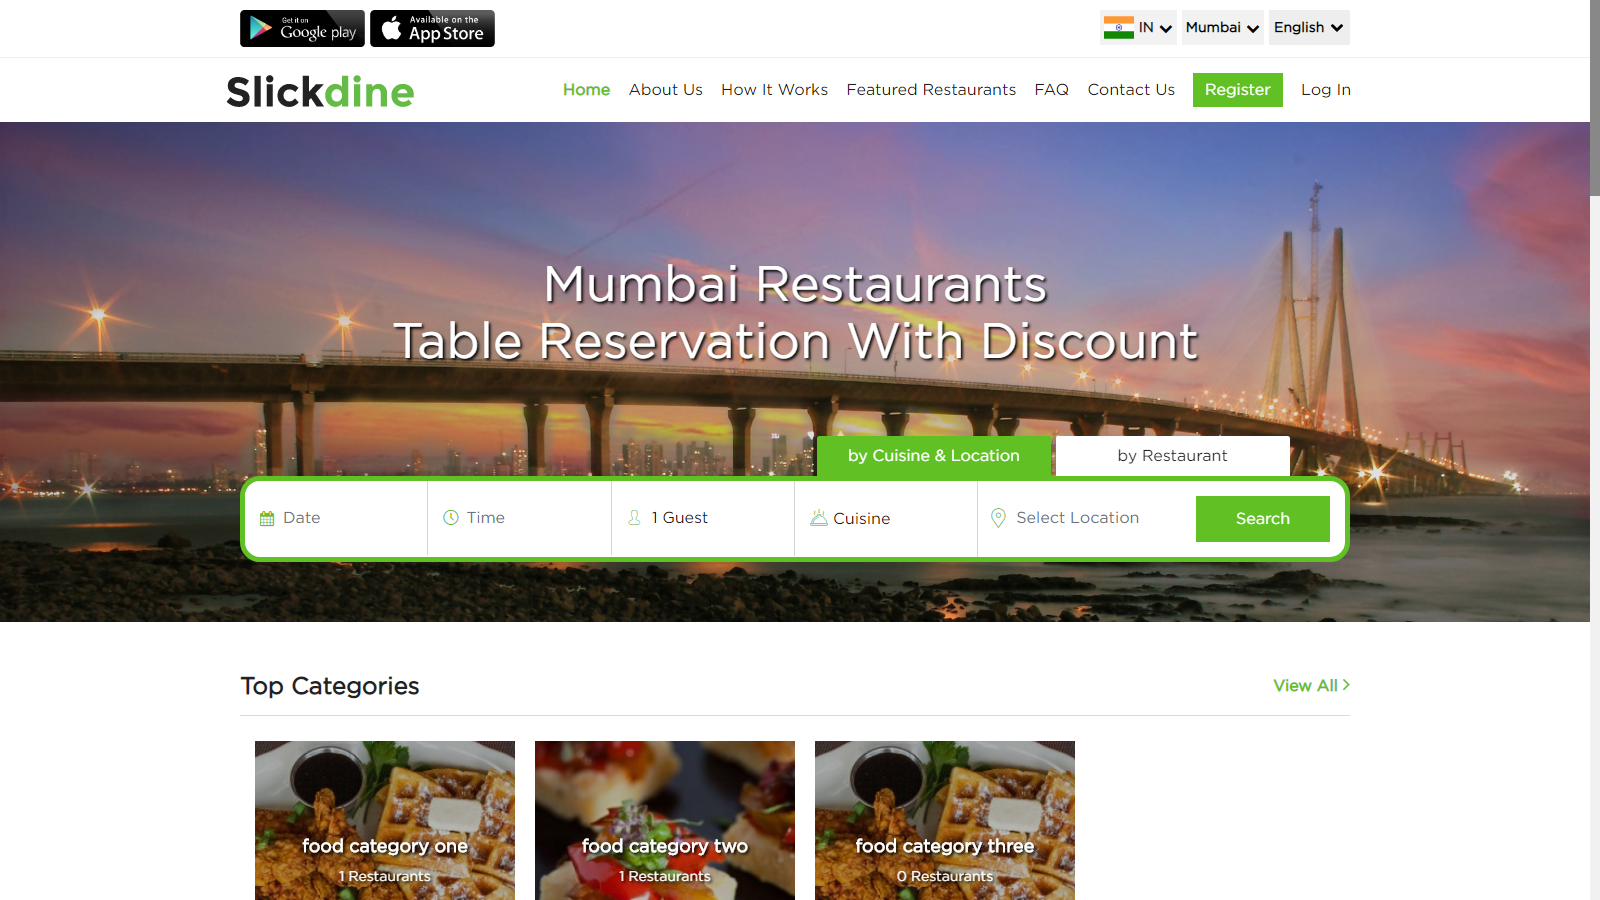 Get it on
Google play
Available on the
App Store
IN
Mumbai
English
Slickdine
Home
About Us
How It Works
Featured Restaurants
FAQ
Contact Us
Register
Log In
Mumbai Restaurants
Table Reservation With Discount
by Cuisine & Location
by Restaurant
Date
Time
1 Guest
Cuisine
Select Location
Search
Top Categories
View All
food category one
1 Restaurants
food category two
1 Restaurants
food category three
0 Restaurants